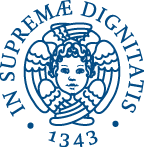 IN SUPREMÆ DIGNITATIS
· 1343 ·